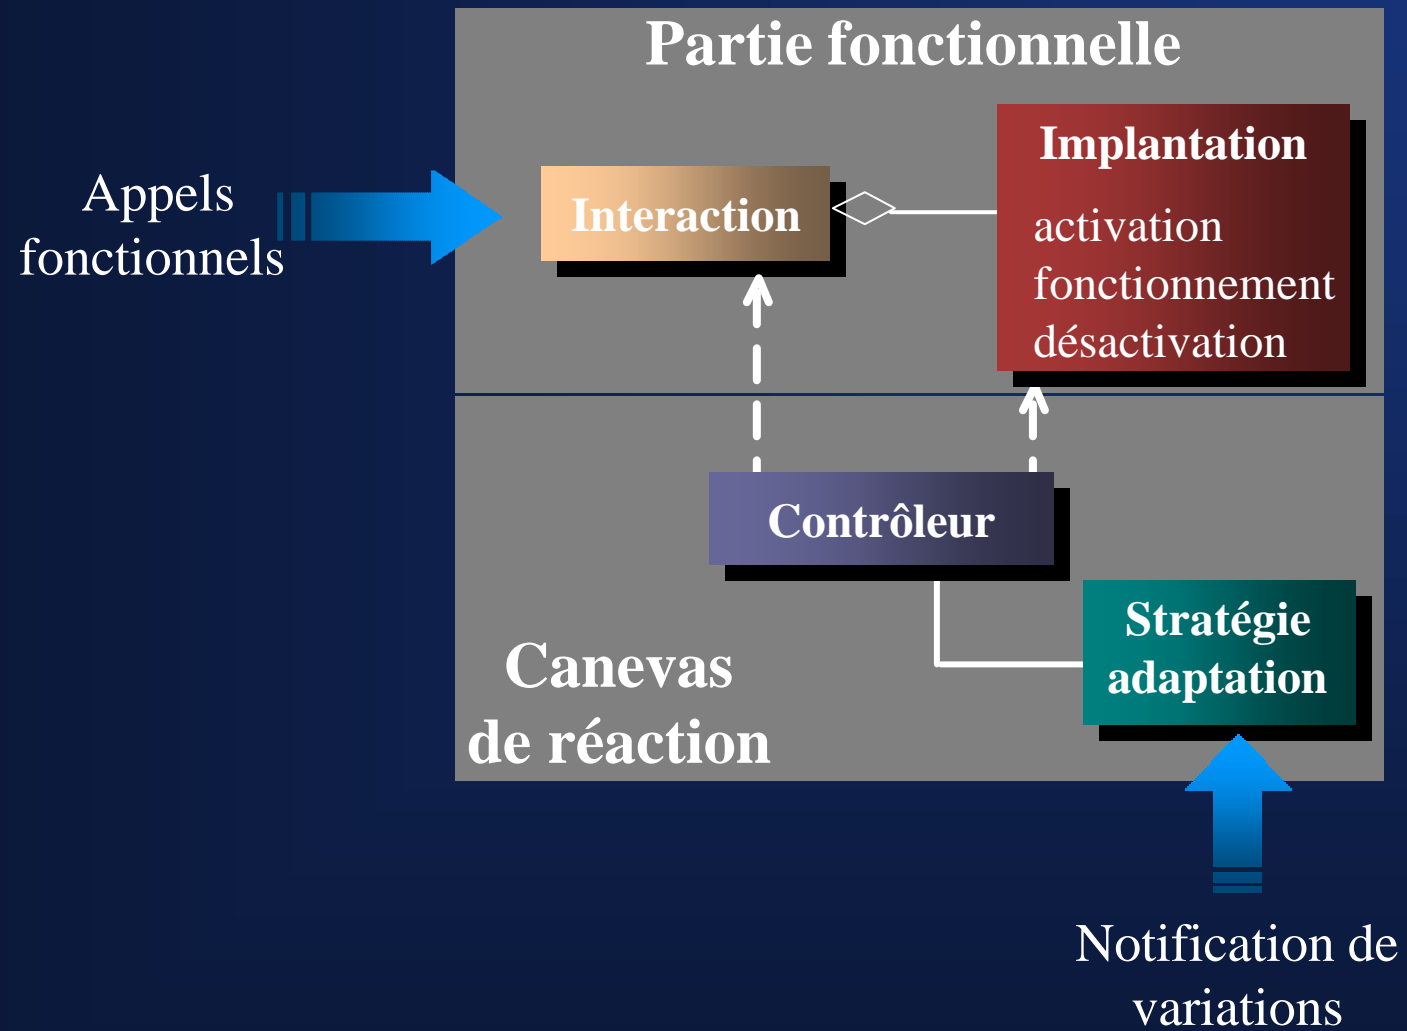 Partie fonctionnelle
Appels
fonctionnels
Interaction
Implantation
activation
fonctionnement
désactivation
Contrôleur
Stratégie
adaptation
Canevas
de réaction
Notification de
variations